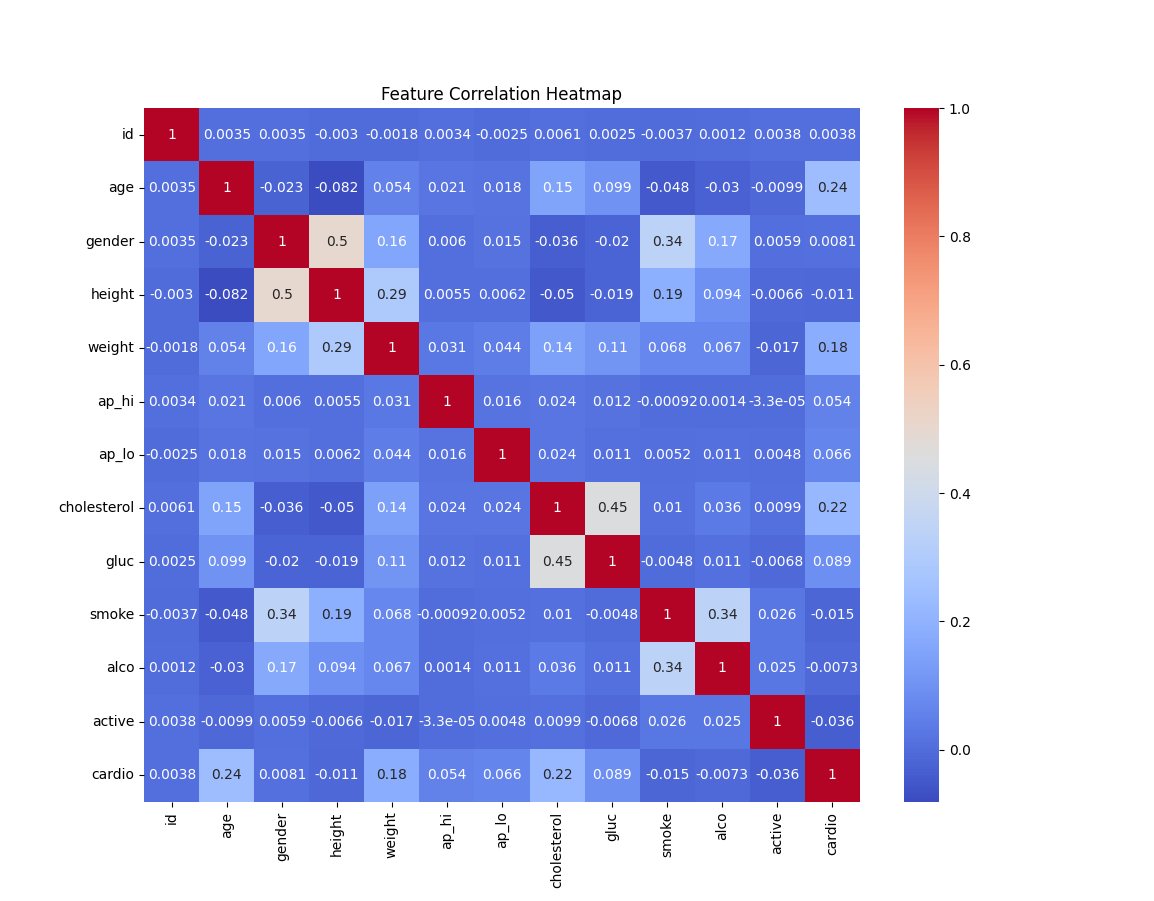 Feature Correlation Heatmap
id 1 0.0035 0.0035 -0.003 -0.0018 0.0034 -0.0025 0.0061 0.0025 -0.0037 0.0012 0.0038 0.0038
age 0.0035 1 -0.023 -0.082 0.054 0.021 0.018 0.15 0.099 -0.048 -0.03 -0.0099 0.24
gender 0.0035 -0.023 1 0.5 0.16 0.006 0.015 -0.036 -0.02 0.34 0.17 0.0059 0.0081
height -0.003 -0.082 0.5 1 0.29 0.0055 0.0062 -0.05 -0.019 0.19 0.094 -0.0066 -0.011
weight -0.0018 0.054 0.16 0.29 1 0.031 0.044 0.14 0.11 0.068 0.067 -0.017 0.18
ap_hi 0.0034 0.021 0.006 0.0055 0.031 1 0.016 0.024 0.012 -0.00092 0.0014 -3.3e-05 0.054
ap_lo -0.0025 0.018 0.015 0.0062 0.044 0.016 1 0.024 0.011 0.0052 0.011 0.0048 0.066
cholesterol 0.0061 0.15 -0.036 -0.05 0.14 0.024 0.024 1 0.45 0.01 0.036 0.0099 0.22
gluc 0.0025 0.099 -0.02 -0.019 0.11 0.012 0.011 0.45 1 -0.0048 0.011 -0.0068 0.089
smoke -0.0037 -0.048 0.34 0.19 0.068 -0.00092 0.0052 0.01 -0.0048 1 0.34 0.026 -0.015
alco 0.0012 -0.03 0.17 0.094 0.067 0.0014 0.011 0.036 0.011 0.34 1 0.025 -0.0073
active 0.0038 -0.0099 0.0059 -0.0066 -0.017 -3.3e-05 0.0048 0.0099 -0.0068 0.026 0.025 1 -0.036
cardio 0.0038 0.24 0.0081 -0.011 0.18 0.054 0.066 0.22 0.089 -0.015 -0.0073 -0.036 1
id age gender height weight ap_hi ap_lo cholesterol gluc smoke alco active cardio
1.0
0.8
0.6
0.4
0.2
0.0